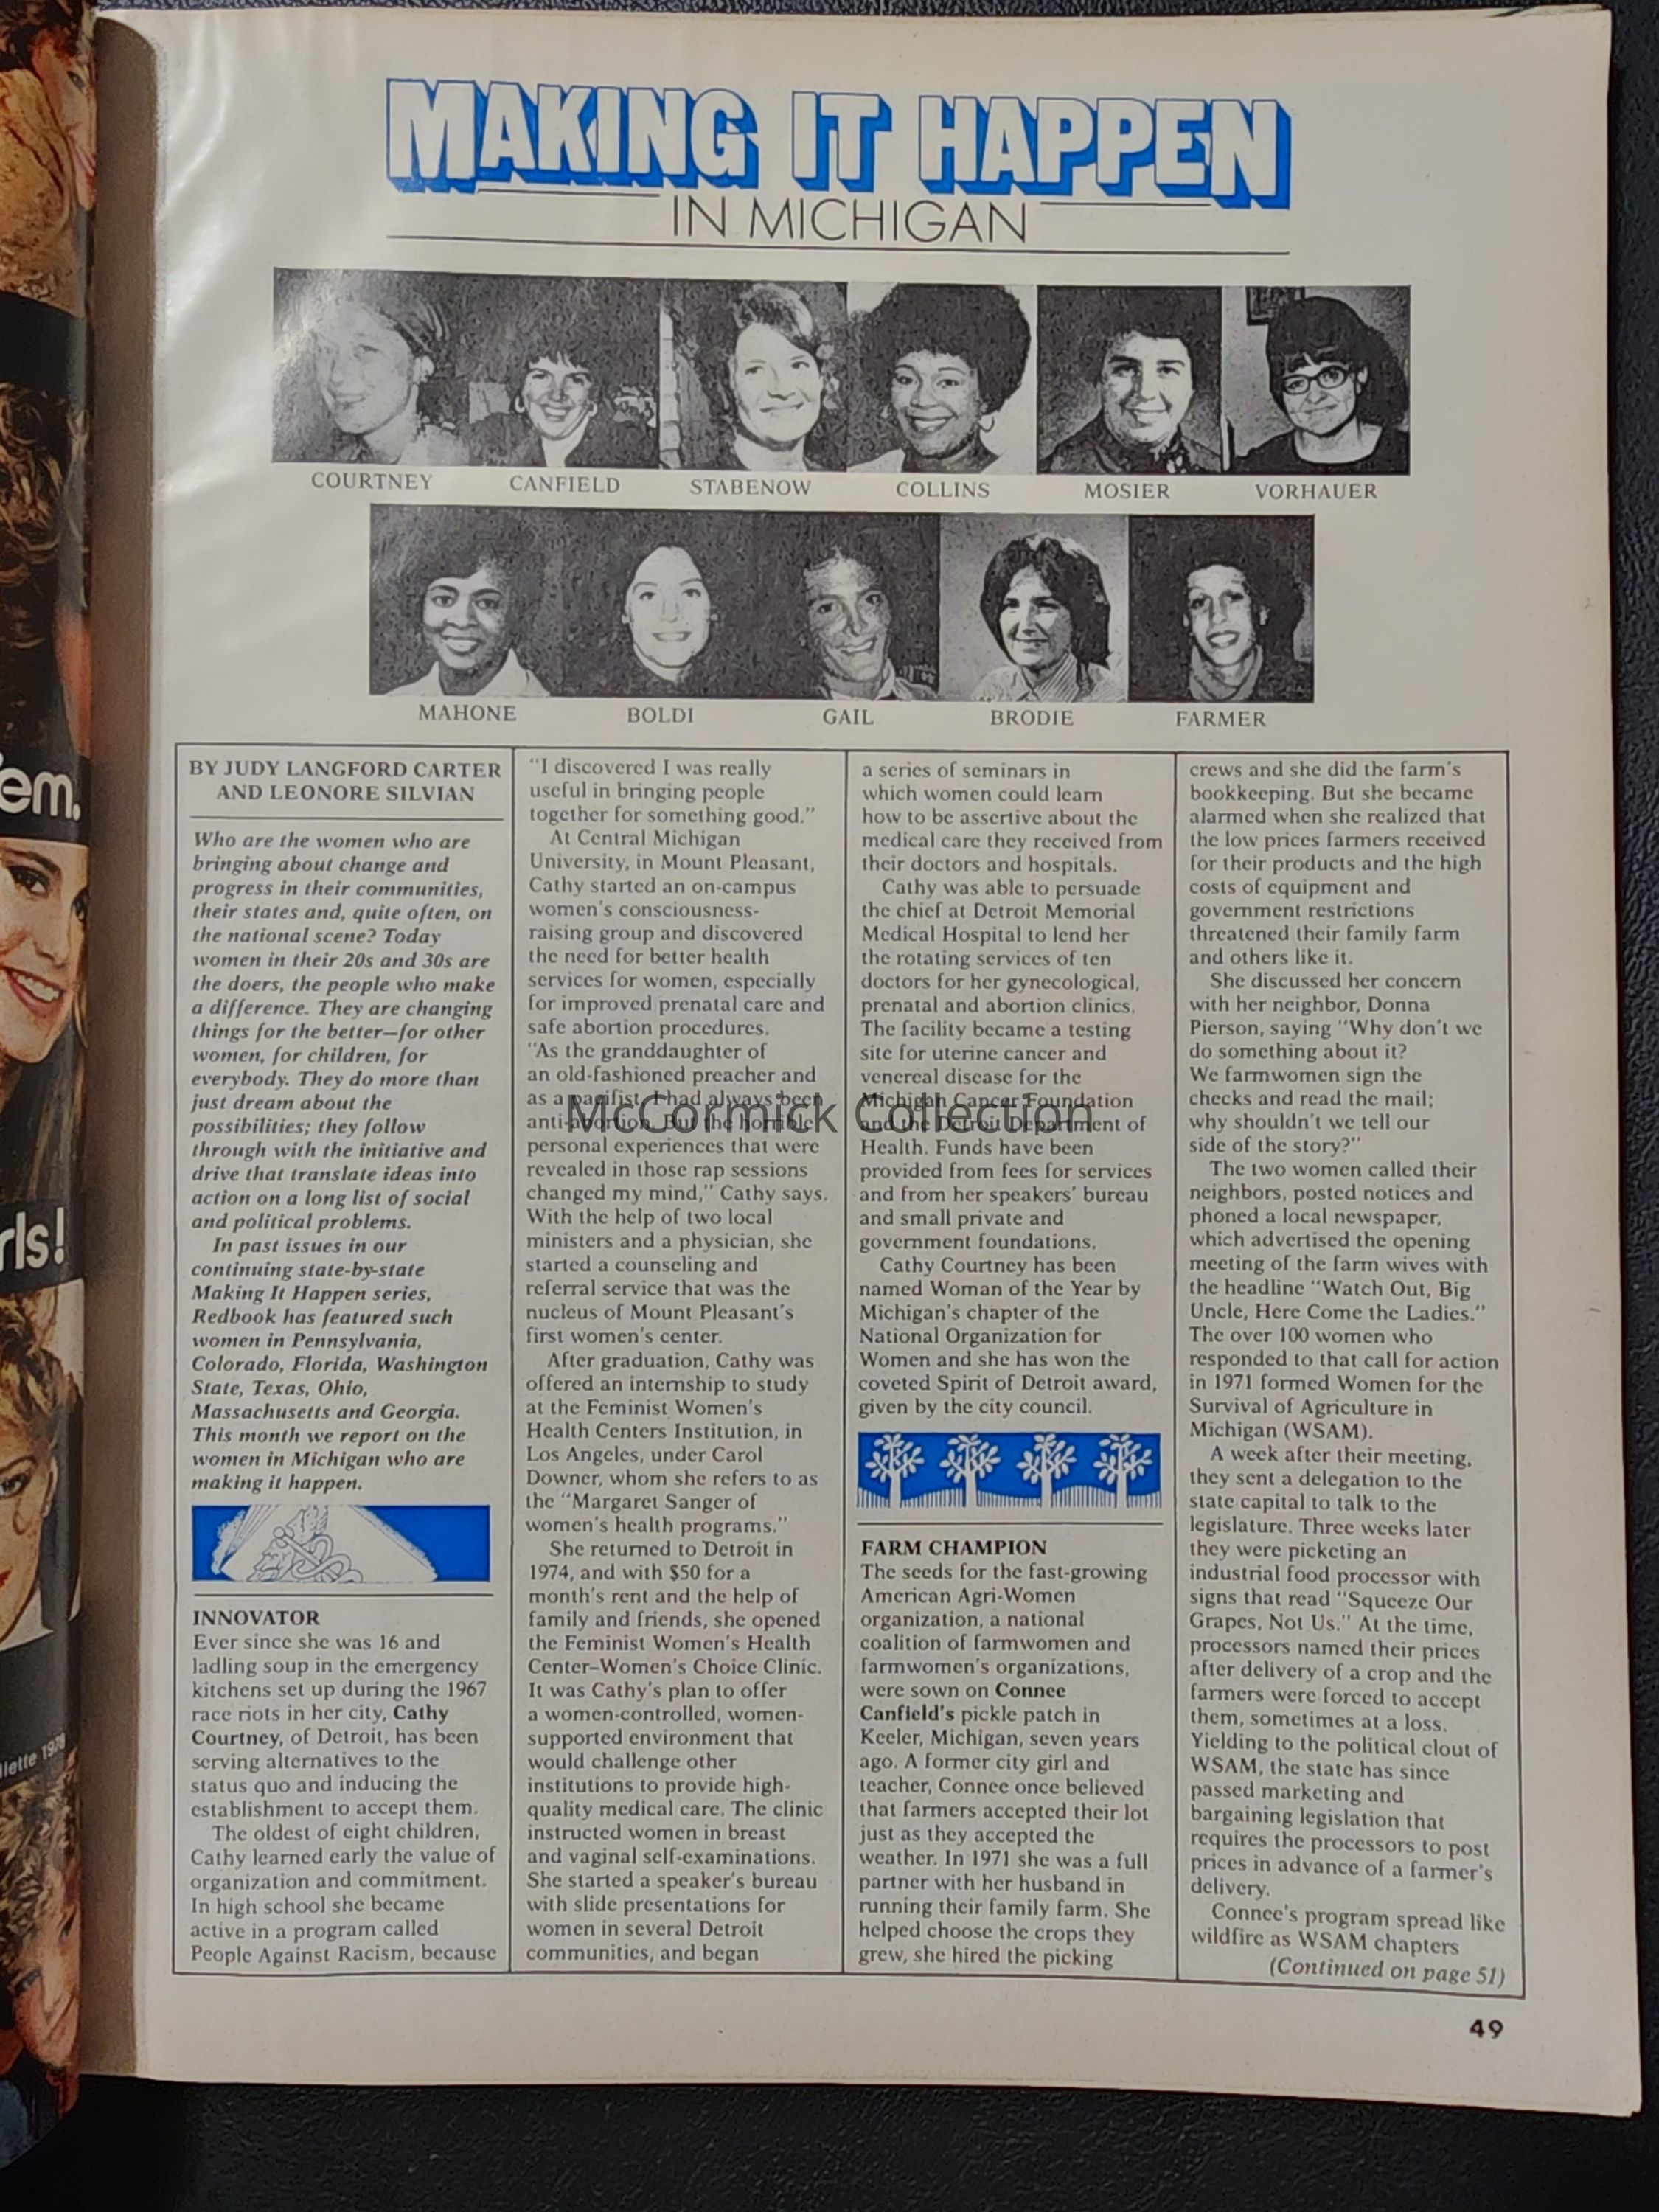 MAKING IT HAPPEN
IN MICHIGAN
COURTNEY
CANFIELD
STABENOW
COLLINS
MOSIER
VORHAUER
MAHONE
BOLDI
GAIL
BRODIE
FARMER
BY JUDY LANGFORD CARTER
AND LEONORE SILVIAN
Who are the women who are
bringing about change and
progress in their communities,
their states and, quite often, on
the national scene? Today
women in their 20s and 30s are
the doers, the people who make
a difference. They are changing
things for the better—for other
women, for children, for
everybody. They do more than
just dream about the
possibilities; they follow
through with the initiative and
drive that translate ideas into
action on a long list of social
and political problems.
In past issues in our
continuing state-by-state
Making It Happen series,
Redbook has featured such
women in Pennsylvania,
Colorado, Florida, Washington
State, Texas, Ohio,
Massachusetts and Georgia.
This month we report on the
women in Michigan who are
making it happen.
INNOVATOR
Ever since she was 16 and
ladling soup in the emergency
kitchens set up during the 1967
race riots in her city, Cathy
Courtney, of Detroit, has been
serving alternatives to the
status quo and inducing the
establishment to accept them.
The oldest of eight children,
Cathy learned early the value of
organization and commitment.
In high school she became
active in a program called
People Against Racism, because
"I discovered I was really
useful in bringing people
together for something good."
At Central Michigan
University, in Mount Pleasant,
Cathy started an on-campus
women's consciousness-
raising group and discovered
the need for better health
services for women, especially
for improved prenatal care and
safe abortion procedures.
"As the granddaughter of
an old-fashioned preacher and
as a pacifist, I had always been
anti-abortion. But the horrible
personal experiences that were
revealed in those rap sessions
changed my mind," Cathy says.
With the help of two local
ministers and a physician, she
started a counseling and
referral service that was the
nucleus of Mount Pleasant's
first women's center.
After graduation, Cathy was
offered an internship to study
at the Feminist Women's
Health Centers Institution, in
Los Angeles, under Carol
Downer, whom she refers to as
the "Margaret Sanger of
women's health programs."
She returned to Detroit in
1974, and with $50 for a
month's rent and the help of
family and friends, she opened
the Feminist Women's Health
Center–Women's Choice Clinic.
It was Cathy's plan to offer
a women-controlled, women-
supported environment that
would challenge other
institutions to provide high-
quality medical care. The clinic
instructed women in breast
and vaginal self-examinations.
She started a speaker's bureau
with slide presentations for
women in several Detroit
communities, and began
a series of seminars in
which women could learn
how to be assertive about the
medical care they received from
their doctors and hospitals.
Cathy was able to persuade
the chief at Detroit Memorial
Medical Hospital to lend her
the rotating services of ten
doctors for her gynecological,
prenatal and abortion clinics.
The facility became a testing
site for uterine cancer and
venereal disease for the
Michigan Cancer Foundation
and the Detroit Department of
Health. Funds have been
provided from fees for services
and from her speakers' bureau
and small private and
government foundations.
Cathy Courtney has been
named Woman of the Year by
Michigan's chapter of the
National Organization for
Women and she has won the
coveted Spirit of Detroit award,
given by the city council.
FARM CHAMPION
The seeds for the fast-growing
American Agri-Women
organization, a national
coalition of farmwomen and
farmwomen's organizations,
were sown on Connee
Canfield's pickle patch in
Keeler, Michigan, seven years
ago. A former city girl and
teacher, Connee once believed
that farmers accepted their lot
just as they accepted the
weather. In 1971 she was a full
partner with her husband in
running their family farm. She
helped choose the crops they
grew, she hired the picking
crews and she did the farm's
bookkeeping. But she became
alarmed when she realized that
the low prices farmers received
for their products and the high
costs of equipment and
government restrictions
threatened their family farm
and others like it.
She discussed her concern
with her neighbor, Donna
Pierson, saying "Why don't we
do something about it?
We farmwomen sign the
checks and read the mail;
why shouldn't we tell our
side of the story?"
The two women called their
neighbors, posted notices and
phoned a local newspaper,
which advertised the opening
meeting of the farm wives with
the headline "Watch Out, Big
Uncle, Here Come the Ladies."
The over 100 women who
responded to that call for action
in 1971 formed Women for the
Survival of Agriculture in
Michigan (WSAM).
A week after their meeting,
they sent a delegation to the
state capital to talk to the
legislature. Three weeks later
they were picketing an
industrial food processor with
signs that read "Squeeze Our
Grapes, Not Us." At the time,
processors named their prices
after delivery of a crop and the
farmers were forced to accept
them, sometimes at a loss.
Yielding to the political clout of
WSAM, the state has since
passed marketing and
bargaining legislation that
requires the processors to post
prices in advance of a farmer's
delivery.
Connee's program spread like
wildfire as WSAM chapters
(Continued on page 51)
49
McCormick Collection
em.
rls!